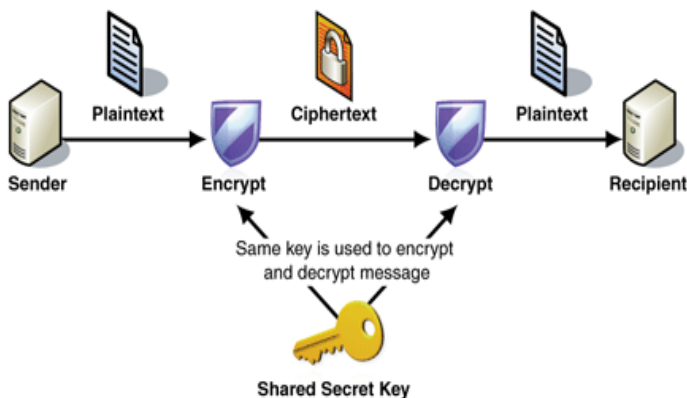 Plaintext
Ciphertext
Plaintext
Sender
Encrypt
Decrypt
Recipient
Same key is used to encrypt
and decrypt message
Shared Secret Key